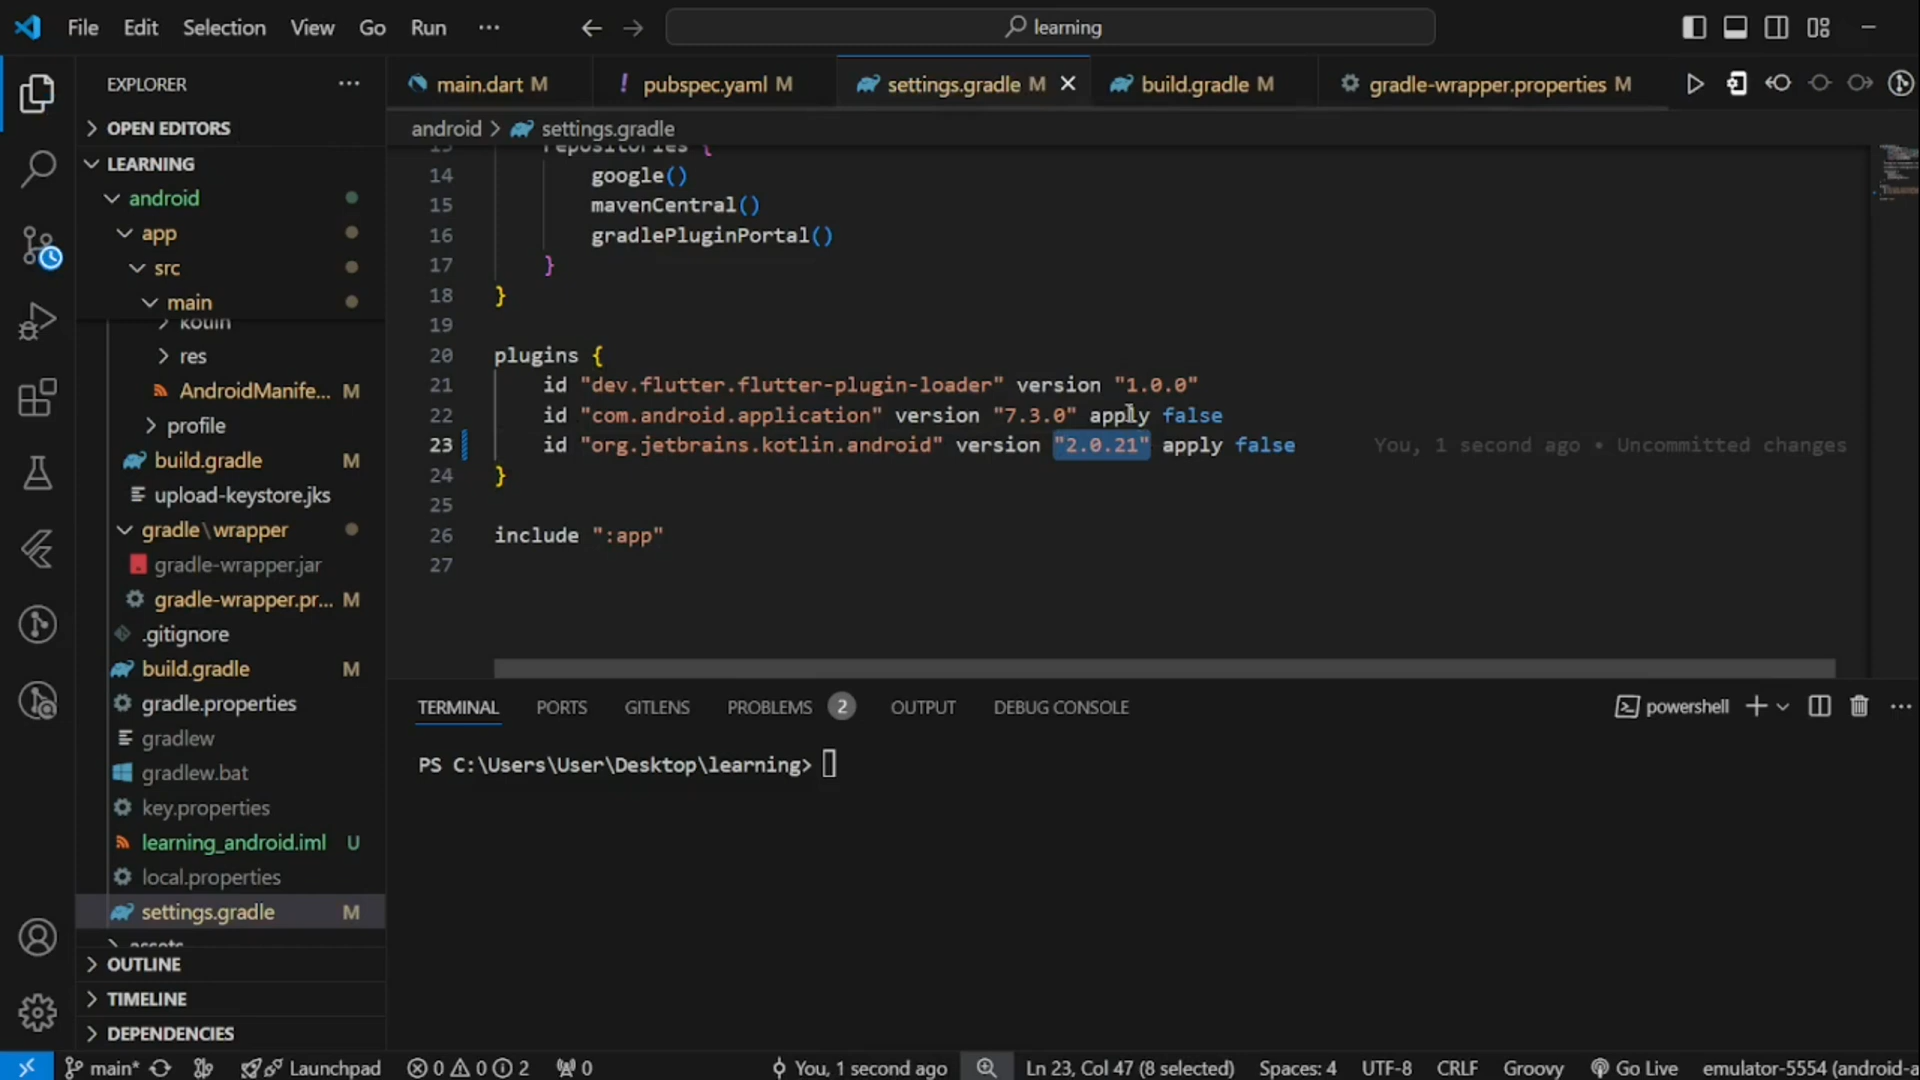 File Edit Selection View Go Run ···
learning
EXPLORER ···
main.dart M
pubspec.yaml M
settings.gradle M
build.gradle M
gradle-wrapper.properties M
OPEN EDITORS
android > settings.gradle
LEARNING
android
app
src
main
kotlin
res
AndroidManife... M
profile
build.gradle M
upload-keystore.jks
gradle\wrapper
gradle-wrapper.jar
gradle-wrapper.pr... M
.gitignore
build.gradle M
gradle.properties
gradlew
gradlew.bat
key.properties
learning_android.iml U
local.properties
settings.gradle M
assets
OUTLINE
TIMELINE
DEPENDENCIES
13 repositories {
14 google()
15 mavenCentral()
16 gradlePluginPortal()
17 }
18 }
19
20 plugins {
21 id "dev.flutter.flutter-plugin-loader" version "1.0.0"
22 id "com.android.application" version "7.3.0" apply false
23 id "org.jetbrains.kotlin.android" version "2.0.21" apply false You, 1 second ago • Uncommitted changes
24 }
25
26 include ":app"
27
TERMINAL PORTS GITLENS PROBLEMS 2 OUTPUT DEBUG CONSOLE
powershell
PS C:\Users\User\Desktop\learning>
main* Launchpad 0 0 2 0 You, 1 second ago Ln 23, Col 47 (8 selected) Spaces: 4 UTF-8 CRLF Groovy Go Live emulator-5554 (android-a